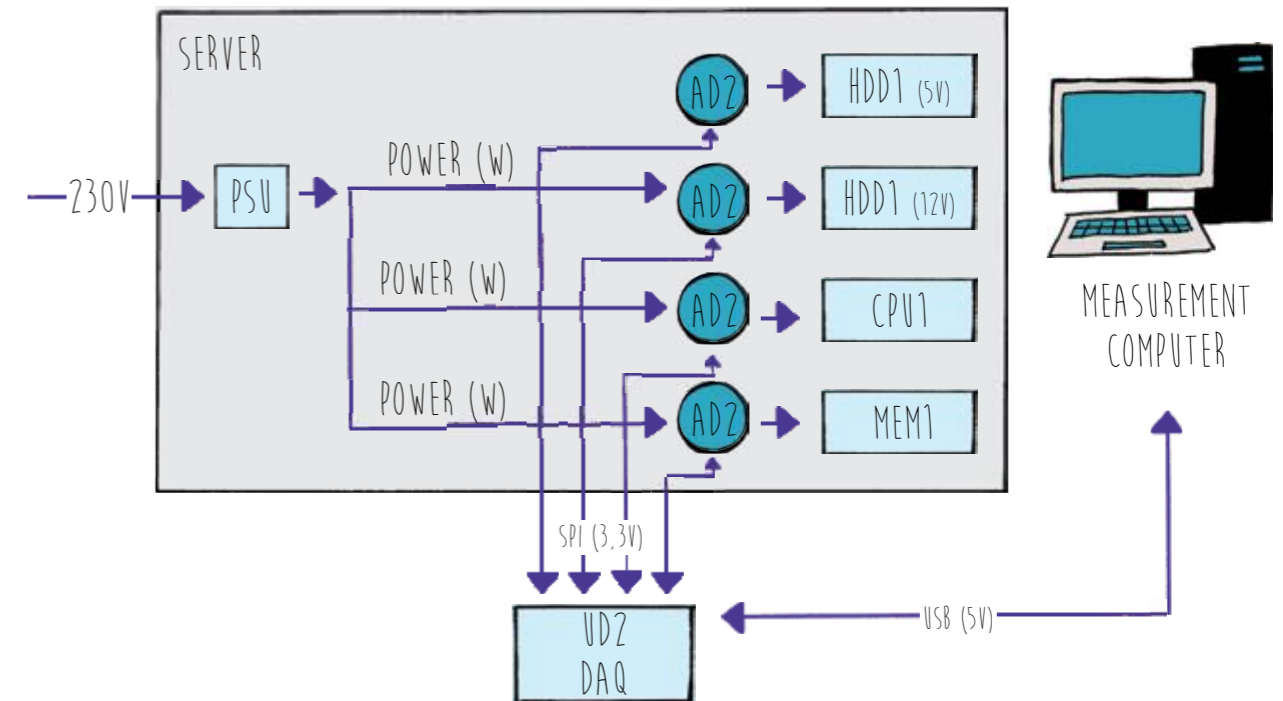 SERVER
AD2
HDD1 (5V)
POWER (W)
230V
PSU
AD2
HDD1 (12V)
POWER (W)
AD2
CPU1
MEASUREMENT
COMPUTER
POWER (W)
AD2
MEM1
SPI (3,3V)
UD2
DAQ
USB (5V)